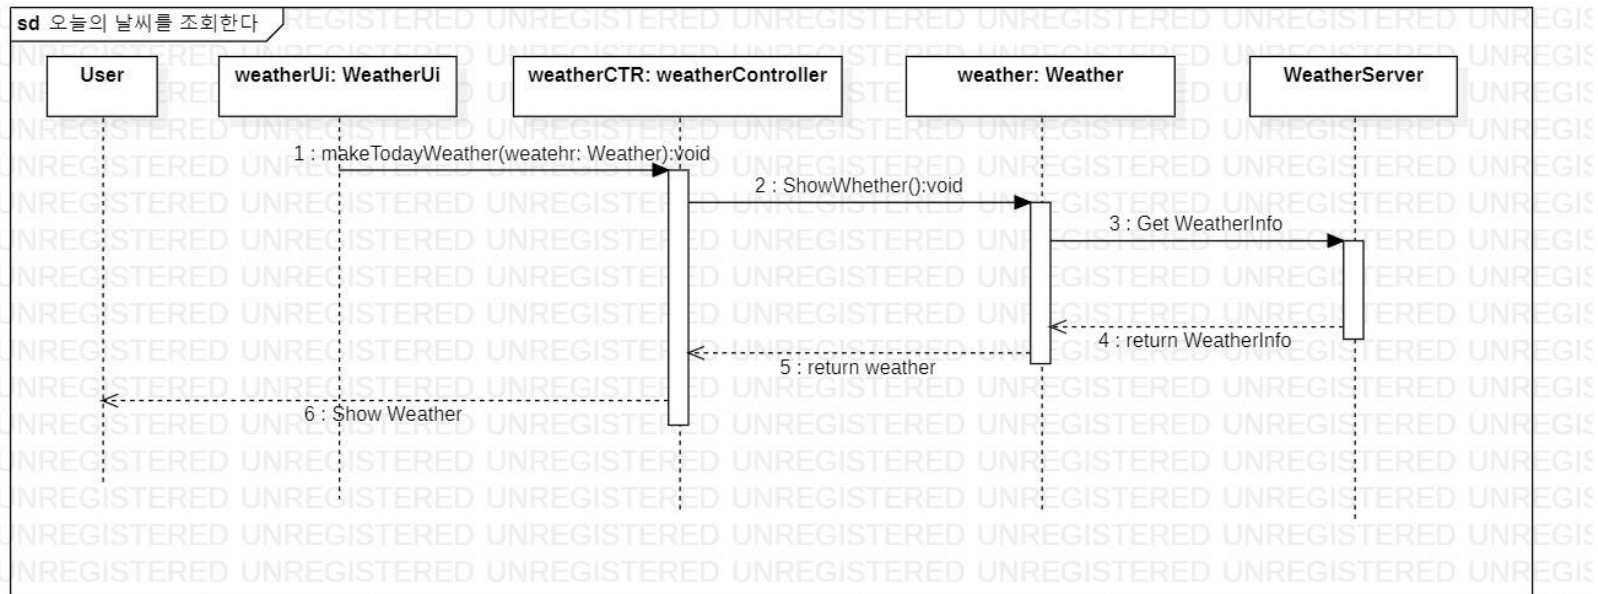 sd 오늘의 날씨를 조회한다
User
weatherUi: WeatherUi
weatherCTR: weatherController
weather: Weather
WeatherServer
1 : makeTodayWeather(weatehr: Weather):void
2 : ShowWhether():void
3 : Get WeatherInfo
4 : return WeatherInfo
5 : return weather
6 : Show Weather
UNREGISTERED